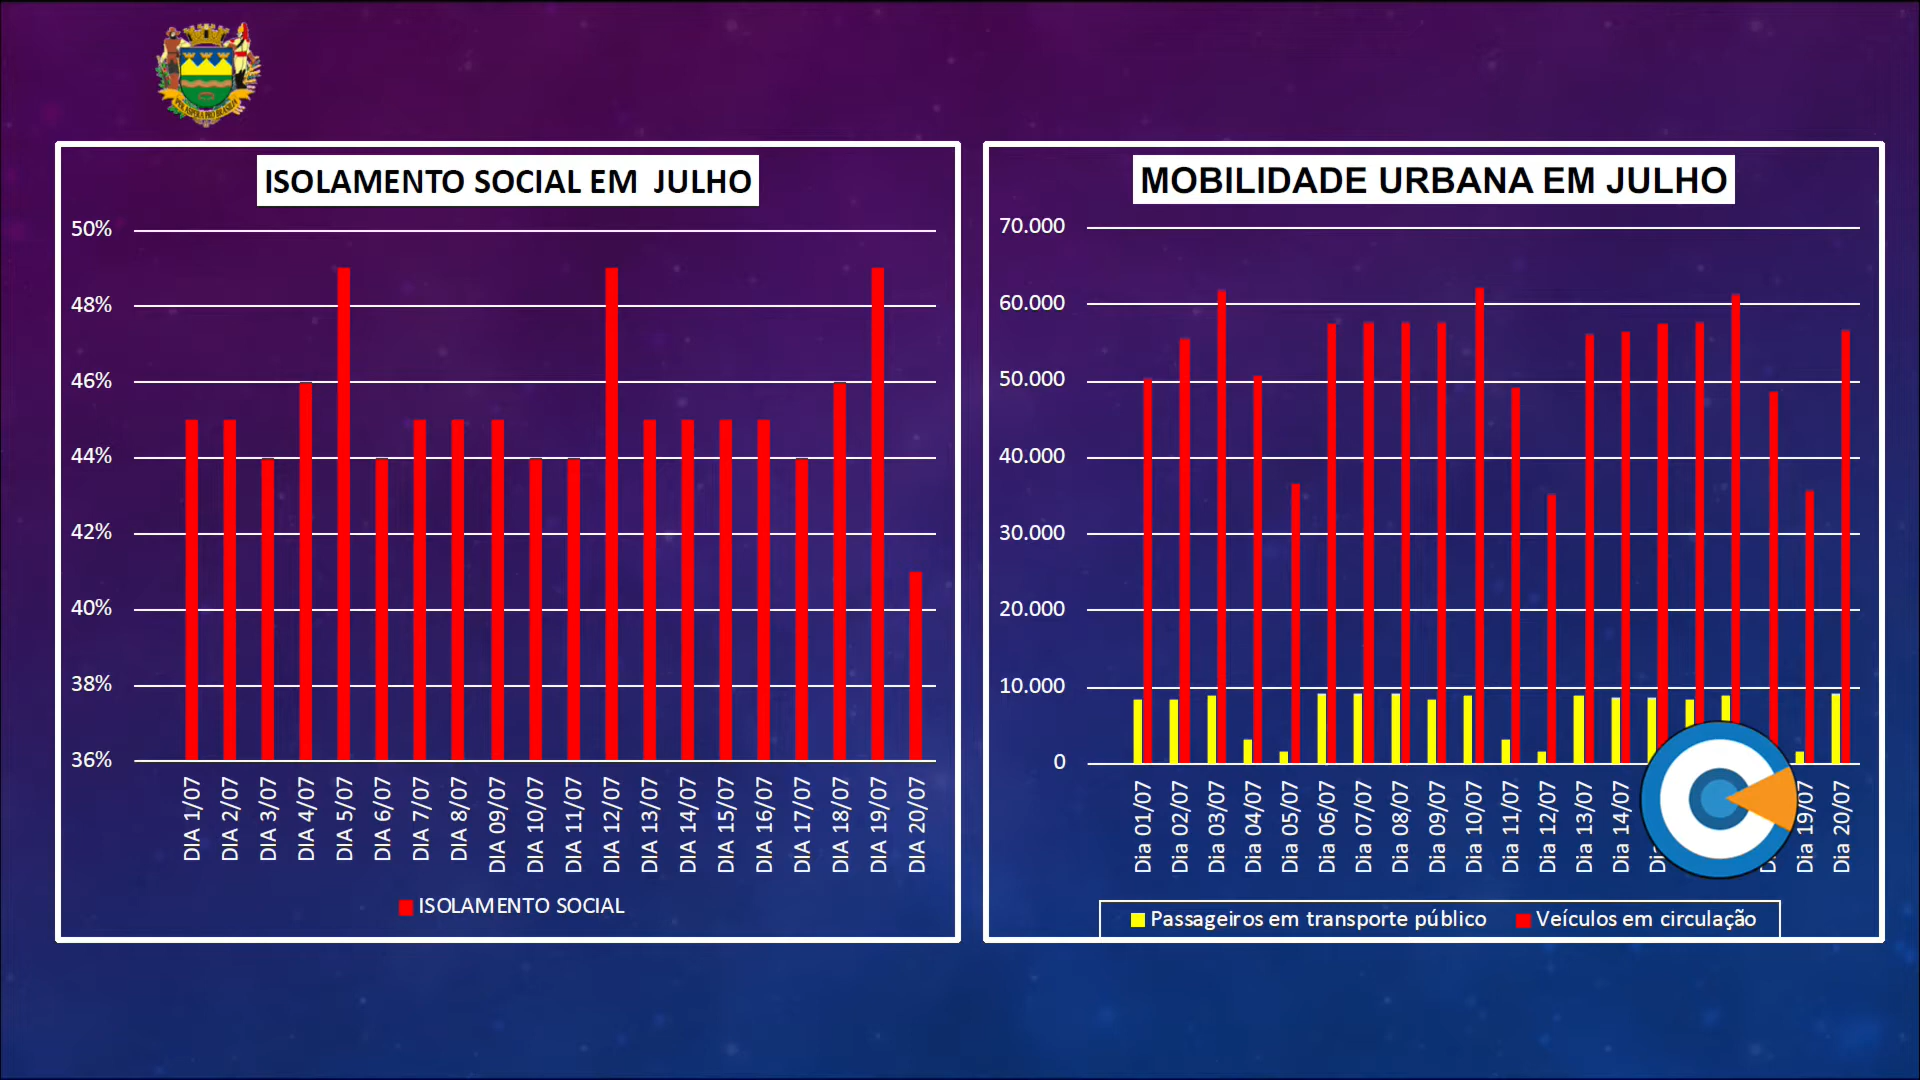 ISOLAMENTO SOCIAL EM JULHO
50%
48%
46%
44%
42%
40%
38%
36%
DIA 1/07
DIA 2/07
DIA 3/07
DIA 4/07
DIA 5/07
DIA 6/07
DIA 7/07
DIA 8/07
DIA 09/07
DIA 10/07
DIA 11/07
DIA 12/07
DIA 13/07
DIA 14/07
DIA 15/07
DIA 16/07
DIA 17/07
DIA 18/07
DIA 19/07
DIA 20/07
ISOLAMENTO SOCIAL
MOBILIDADE URBANA EM JULHO
70.000
60.000
50.000
40.000
30.000
20.000
10.000
0
Dia 01/07
Dia 02/07
Dia 03/07
Dia 04/07
Dia 05/07
Dia 06/07
Dia 07/07
Dia 08/07
Dia 09/07
Dia 10/07
Dia 11/07
Dia 12/07
Dia 13/07
Dia 14/07
Dia 19/07
Dia 20/07
Passageiros em transporte público
Veículos em circulação